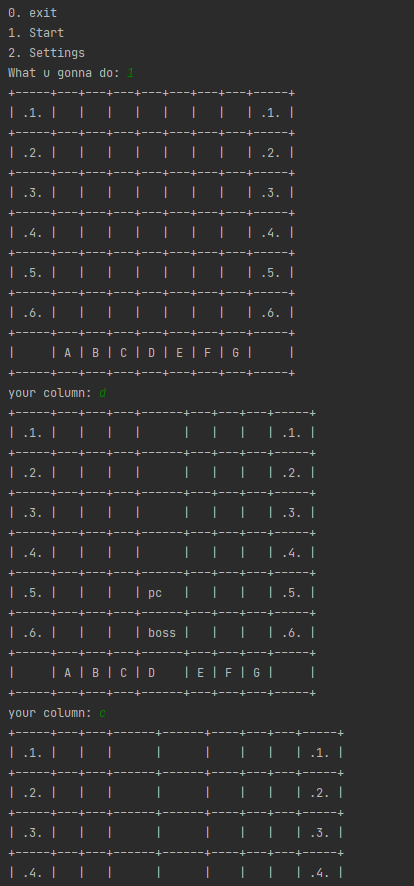 0. exit
1. Start
2. Settings
What u gonna do: 1
+-----+---+---+---+---+---+---+---+-----+
| .1. |   |   |   |   |   |   |   | .1. |
+-----+---+---+---+---+---+---+---+-----+
| .2. |   |   |   |   |   |   |   | .2. |
+-----+---+---+---+---+---+---+---+-----+
| .3. |   |   |   |   |   |   |   | .3. |
+-----+---+---+---+---+---+---+---+-----+
| .4. |   |   |   |   |   |   |   | .4. |
+-----+---+---+---+---+---+---+---+-----+
| .5. |   |   |   |   |   |   |   | .5. |
+-----+---+---+---+---+---+---+---+-----+
| .6. |   |   |   |   |   |   |   | .6. |
+-----+---+---+---+---+---+---+---+-----+
|     | A | B | C | D | E | F | G |     |
+-----+---+---+---+---+---+---+---+-----+
your column: d
+-----+---+---+---+------+---+---+---+-----+
| .1. |   |   |   |      |   |   |   | .1. |
+-----+---+---+---+------+---+---+---+-----+
| .2. |   |   |   |      |   |   |   | .2. |
+-----+---+---+---+------+---+---+---+-----+
| .3. |   |   |   |      |   |   |   | .3. |
+-----+---+---+---+------+---+---+---+-----+
| .4. |   |   |   |      |   |   |   | .4. |
+-----+---+---+---+------+---+---+---+-----+
| .5. |   |   |   | pc   |   |   |   | .5. |
+-----+---+---+---+------+---+---+---+-----+
| .6. |   |   |   | boss |   |   |   | .6. |
+-----+---+---+---+------+---+---+---+-----+
|     | A | B | C | D    | E | F | G |     |
+-----+---+---+---+------+---+---+---+-----+
your column: c
+-----+---+---+------+------+---+---+---+-----+
| .1. |   |   |      |      |   |   |   | .1. |
+-----+---+---+------+------+---+---+---+-----+
| .2. |   |   |      |      |   |   |   | .2. |
+-----+---+---+------+------+---+---+---+-----+
| .3. |   |   |      |      |   |   |   | .3. |
+-----+---+---+------+------+---+---+---+-----+
| .4. |   |   |      |      |   |   |   | .4. |